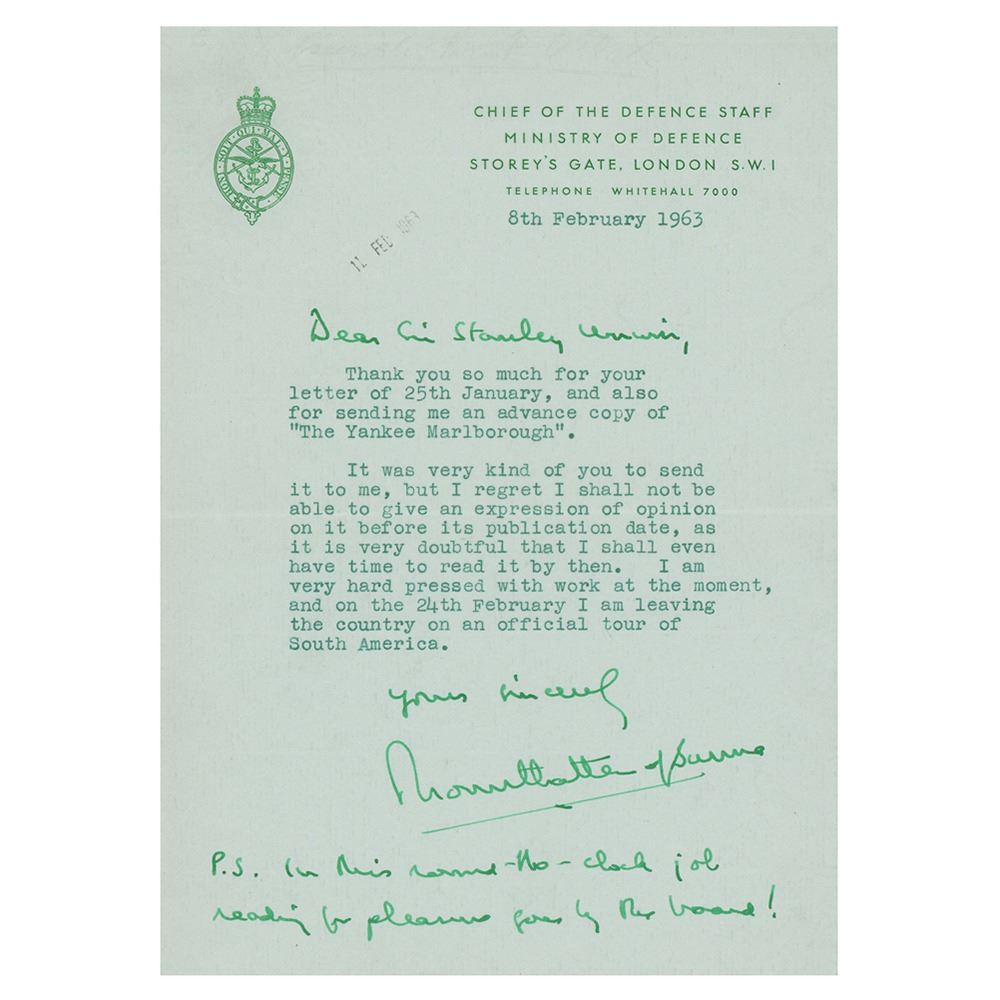 HONI · SOIT · QUI · MAL · Y · PENSE
CHIEF OF THE DEFENCE STAFF
MINISTRY OF DEFENCE
STOREY'S GATE, LONDON S.W.1
TELEPHONE WHITEHALL 7000
8th February 1963
11 FEB 1963
Dear Sir Stanley Unwin,
Thank you so much for your
letter of 25th January, and also
for sending me an advance copy of
"The Yankee Marlborough".
It was very kind of you to send
it to me, but I regret I shall not be
able to give an expression of opinion
on it before its publication date, as
it is very doubtful that I shall even
have time to read it by then. I am
very hard pressed with work at the moment,
and on the 24th February I am leaving
the country on an official tour of
South America.
Yours sincerely
Mountbatten of Burma
P.S. In this round-the-clock job
reading for pleasure goes by the board!